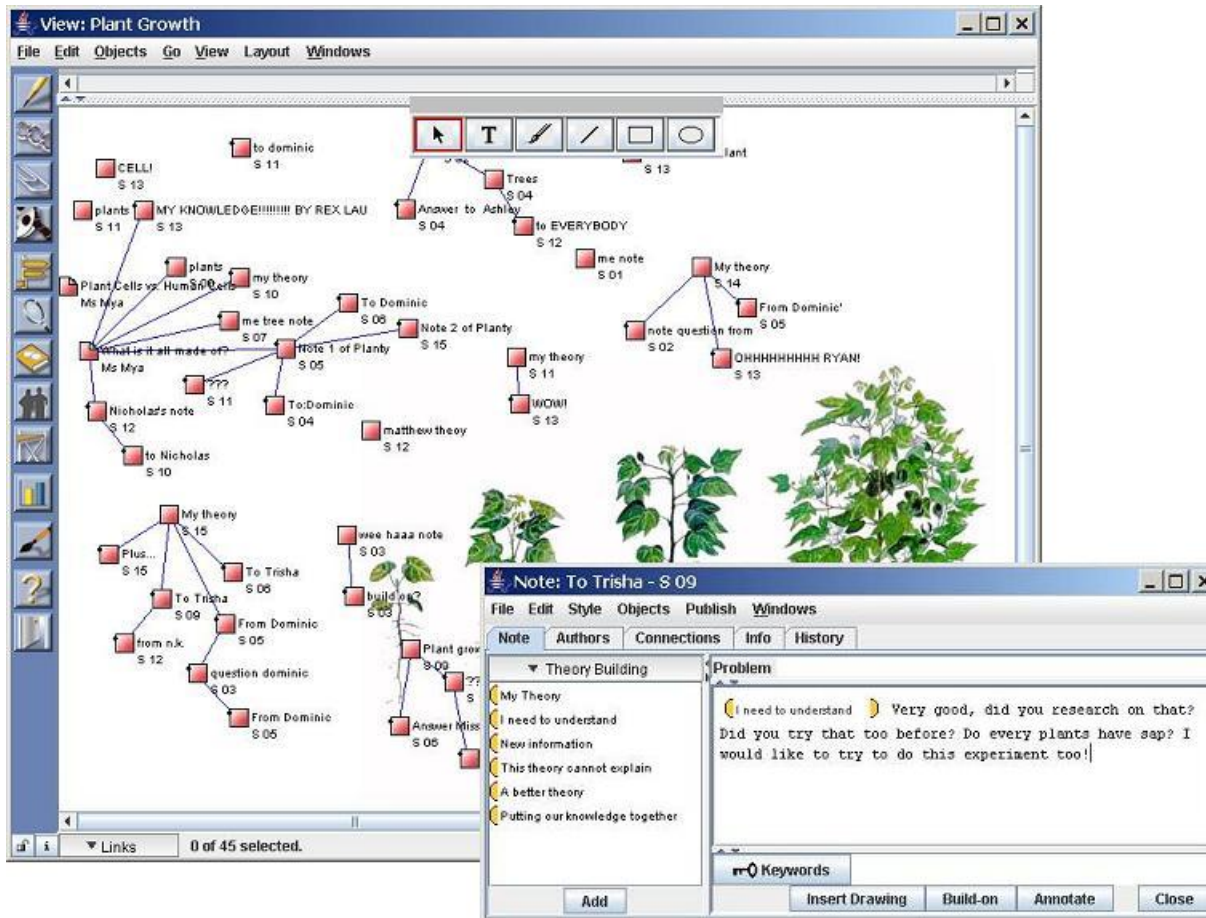 View: Plant Growth
File Edit Objects Go View Layout Windows
to dominic
S 11
CELL!
S 13
plants
S 11
MY KNOWLEDGE!!!!!!!!! BY REX LAU
S 13
Trees
S 04
Answer to Ashley
S 04
to EVERYBODY
S 12
S 13
me note
S 01
plants
my theory
S 10
Plant Cells vs. Human Cells
Ms Mya
me tree note
S 07
To Dominic
S 06
Note 2 of Planty
S 15
What is it all made of?
Ms Mya
Note 1 of Planty
S 05
???
S 11
To:Dominic
S 04
Nicholas's note
S 12
to Nicholas
S 10
matthew theoy
S 12
my theory
S 11
WOW!
S 13
My theory
S 14
From Dominic'
S 05
note question from
S 02
OHHHHHHHHH RYAN!
S 13
My theory
S 15
Plus...
S 15
To Trisha
S 06
To Trisha
S 09
From Dominic
S 05
from n.k.
S 12
question dominic
S 03
From Dominic
S 05
wee haaa note
S 03
build on?
S 03
Plant grow
S 09
??
S
Answer Miss
S 06
S
Links
0 of 45 selected.
Note: To Trisha - S 09
File Edit Style Objects Publish Windows
Note Authors Connections Info History
Theory Building
My Theory
I need to understand
New information
This theory cannot explain
A better theory
Putting our knowledge together
Add
Problem
I need to understand Very good, did you research on that?
Did you try that too before? Do every plants have sap? I
would like to try to do this experiment too!
Keywords
Insert Drawing Build-on Annotate Close